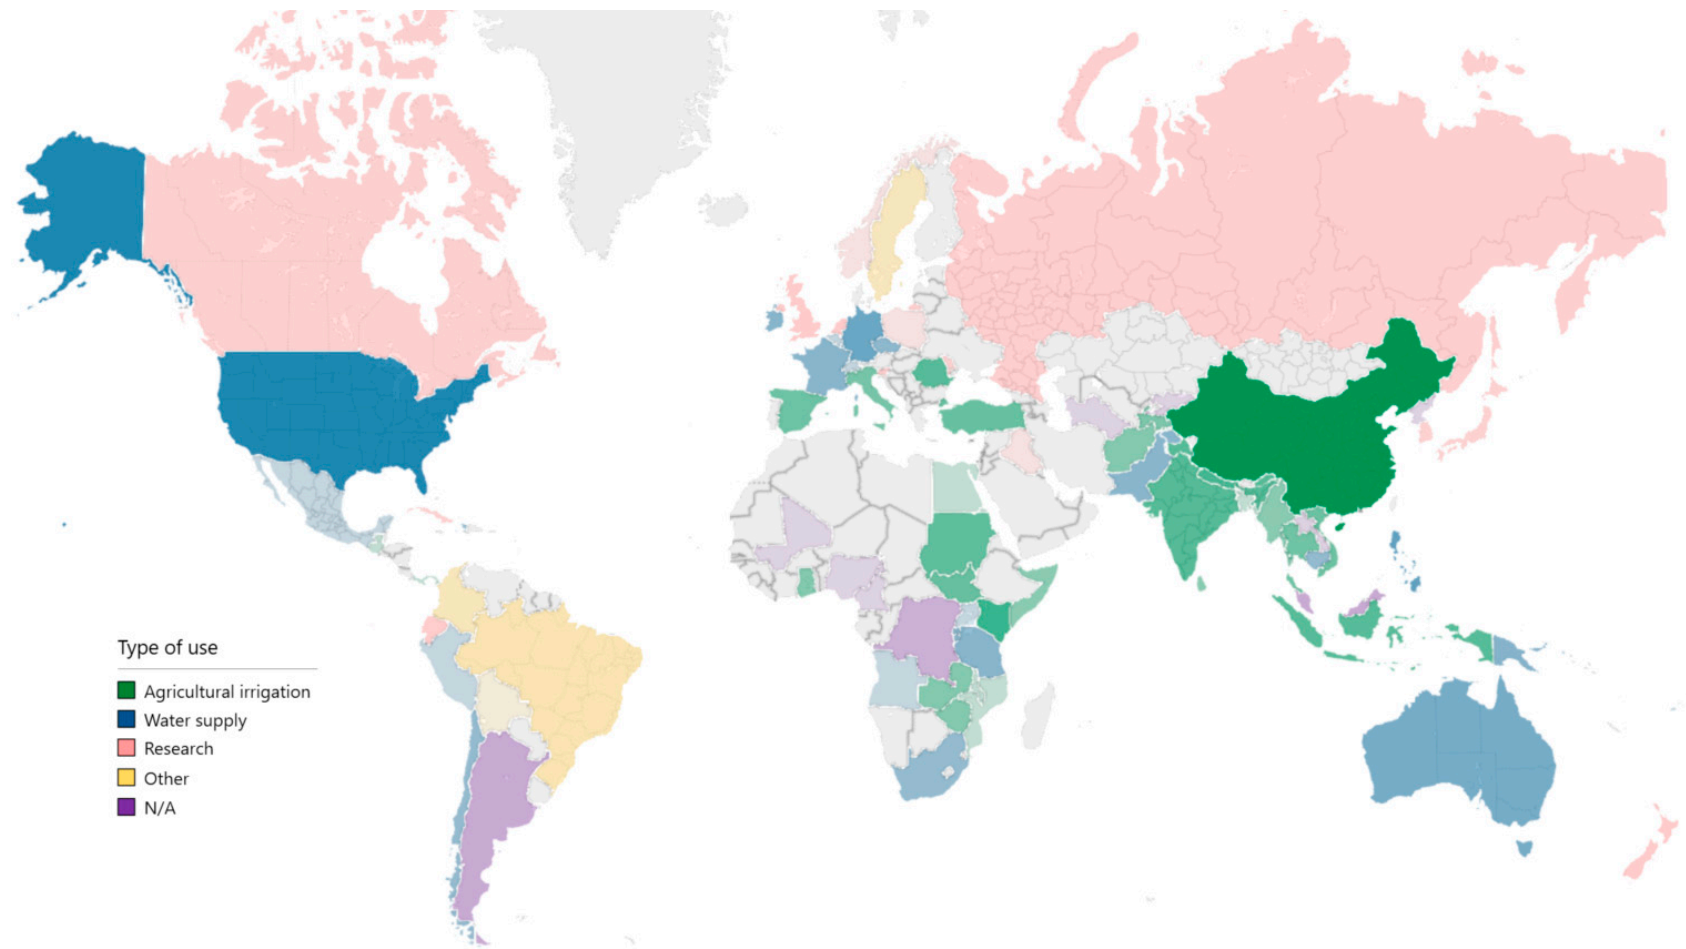 Type of use
Agricultural irrigation
Water supply
Research
Other
N/A